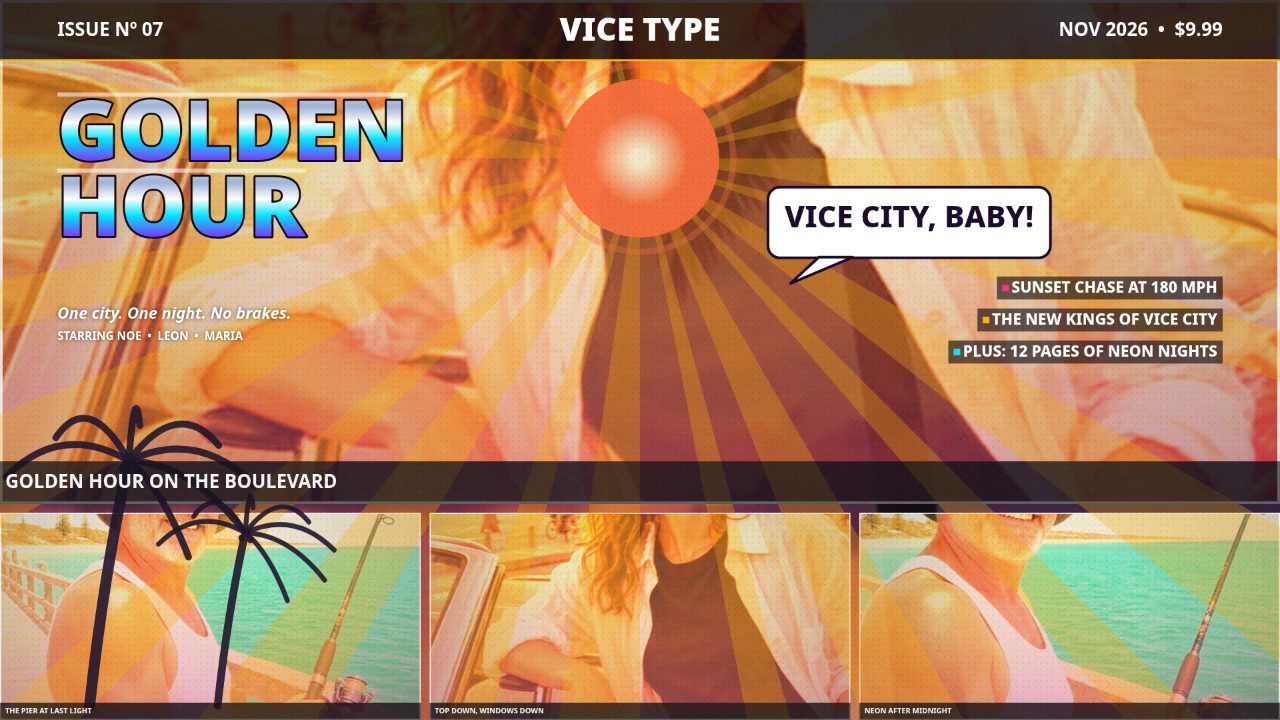 ISSUE Nº 07
VICE TYPE
NOV 2026 • $9.99
GOLDEN
HOUR
VICE CITY, BABY!
SUNSET CHASE AT 180 MPH
THE NEW KINGS OF VICE CITY
PLUS: 12 PAGES OF NEON NIGHTS
One city. One night. No brakes.
STARRING NOE • LEON • MARIA
GOLDEN HOUR ON THE BOULEVARD
THE PIER AT LAST LIGHT
TOP DOWN, WINDOWS DOWN
NEON AFTER MIDNIGHT